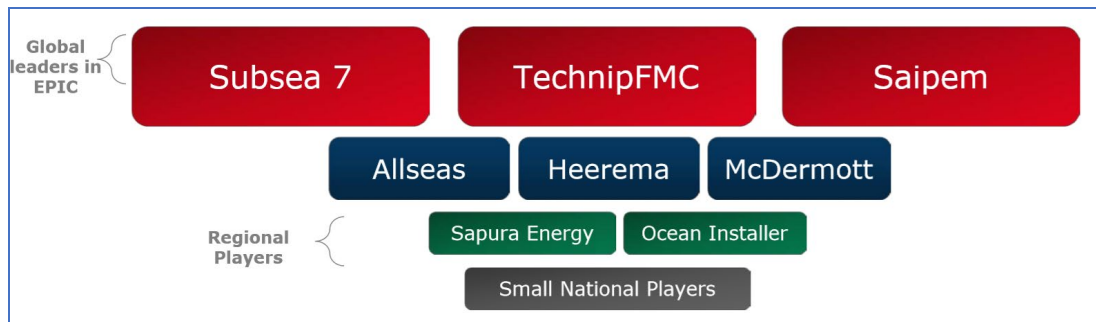 Global
leaders in
EPIC
Subsea 7
TechnipFMC
Saipem
Allseas
Heerema
McDermott
Regional
Players
Sapura Energy
Ocean Installer
Small National Players